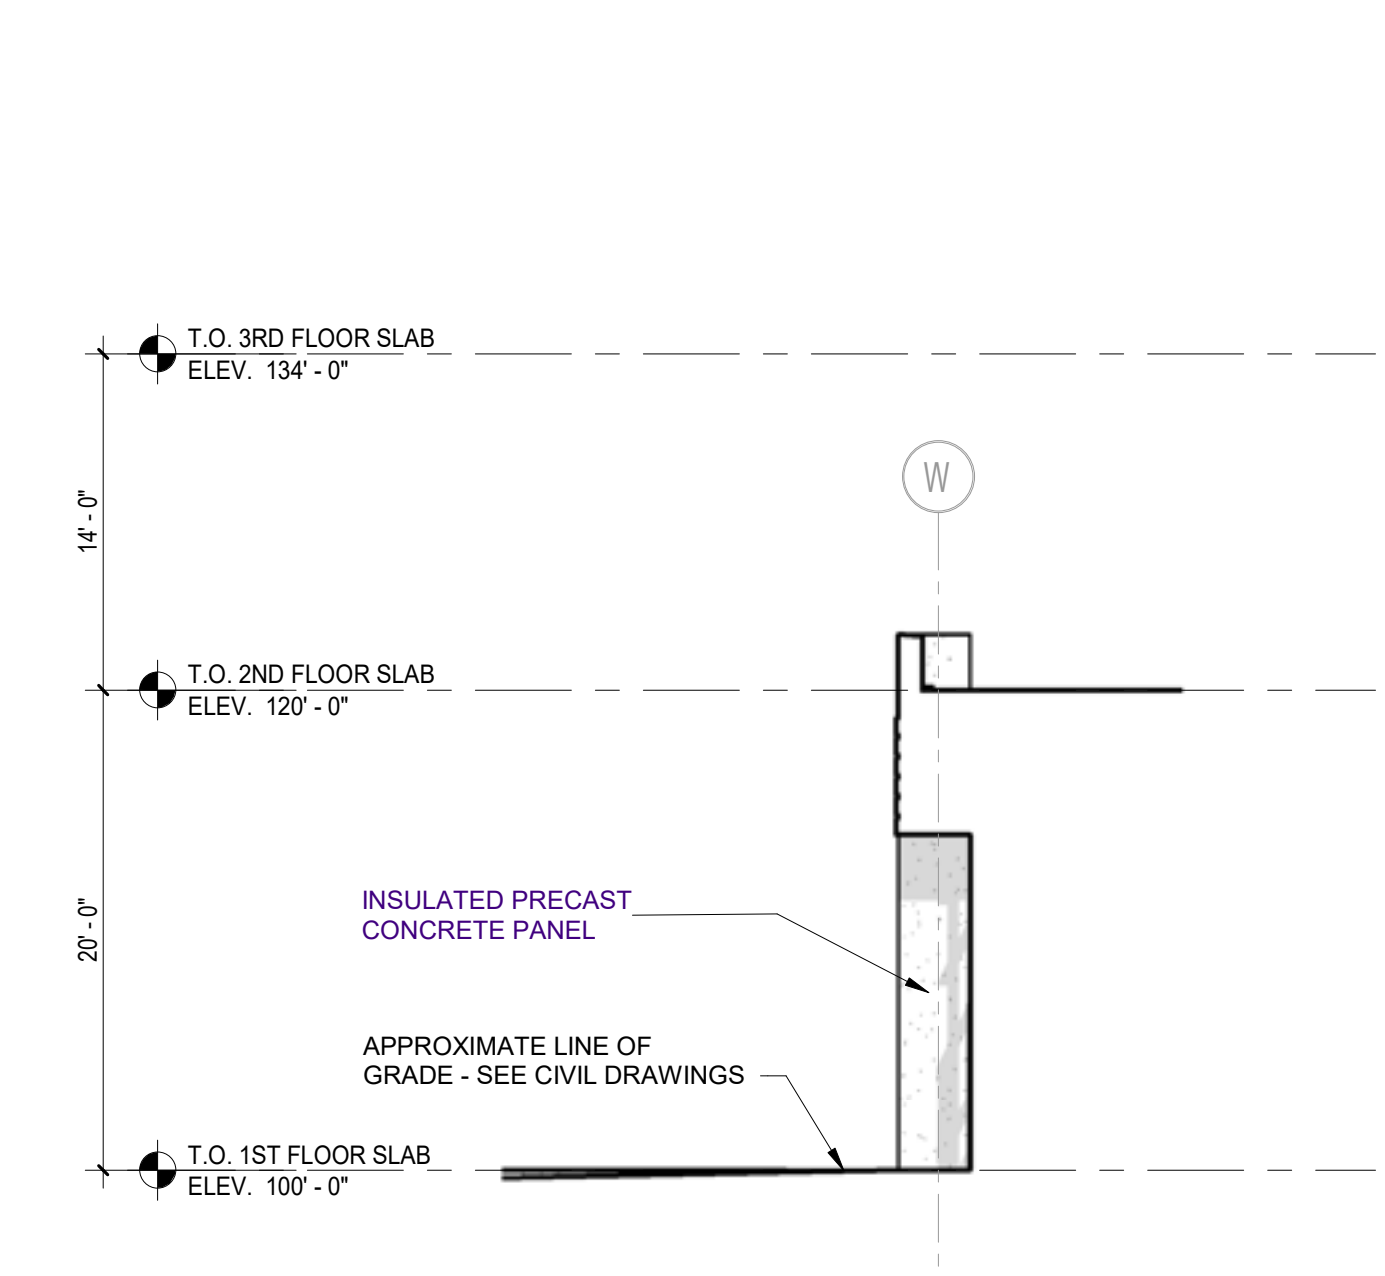 T.O. 3RD FLOOR SLAB
ELEV.  134' - 0"
W
14' - 0"
T.O. 2ND FLOOR SLAB
ELEV.  120' - 0"
INSULATED PRECAST
CONCRETE PANEL
20' - 0"
APPROXIMATE LINE OF
GRADE - SEE CIVIL DRAWINGS
T.O. 1ST FLOOR SLAB
ELEV.  100' - 0"